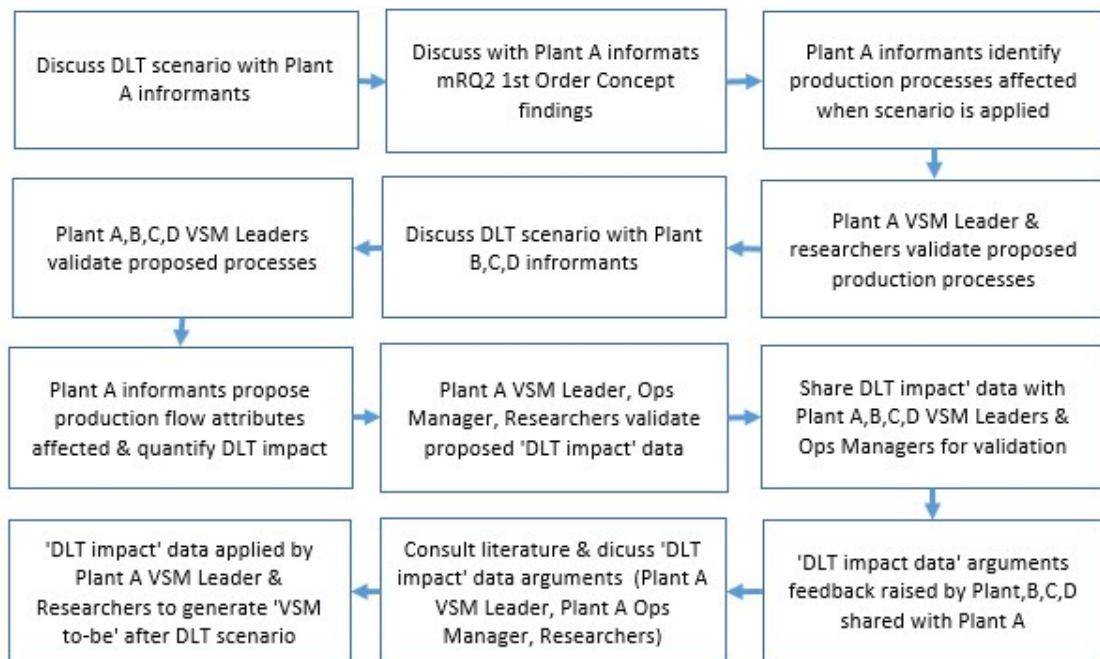 Discuss DLT scenario with Plant
A infrormants
Discuss with Plant A informats
mRQ2 1st Order Concept
findings
Plant A informants identify
production processes affected
when scenario is applied
Plant A VSM Leader &
researchers validate proposed
production processes
Discuss DLT scenario with Plant
B,C,D infrormants
Plant A,B,C,D VSM Leaders
validate proposed processes
Plant A informants propose
production flow attributes
affected & quantify DLT impact
Plant A VSM Leader, Ops
Manager, Researchers validate
proposed 'DLT impact' data
Share DLT impact' data with
Plant A,B,C,D VSM Leaders &
Ops Managers for validation
'DLT impact data' arguments
feedback raised by Plant,B,C,D
shared with Plant A
Consult literature & dicuss 'DLT
impact' data arguments (Plant A
VSM Leader, Plant A Ops
Manager, Researchers)
'DLT impact' data applied by
Plant A VSM Leader &
Researchers to generate 'VSM
to-be' after DLT scenario